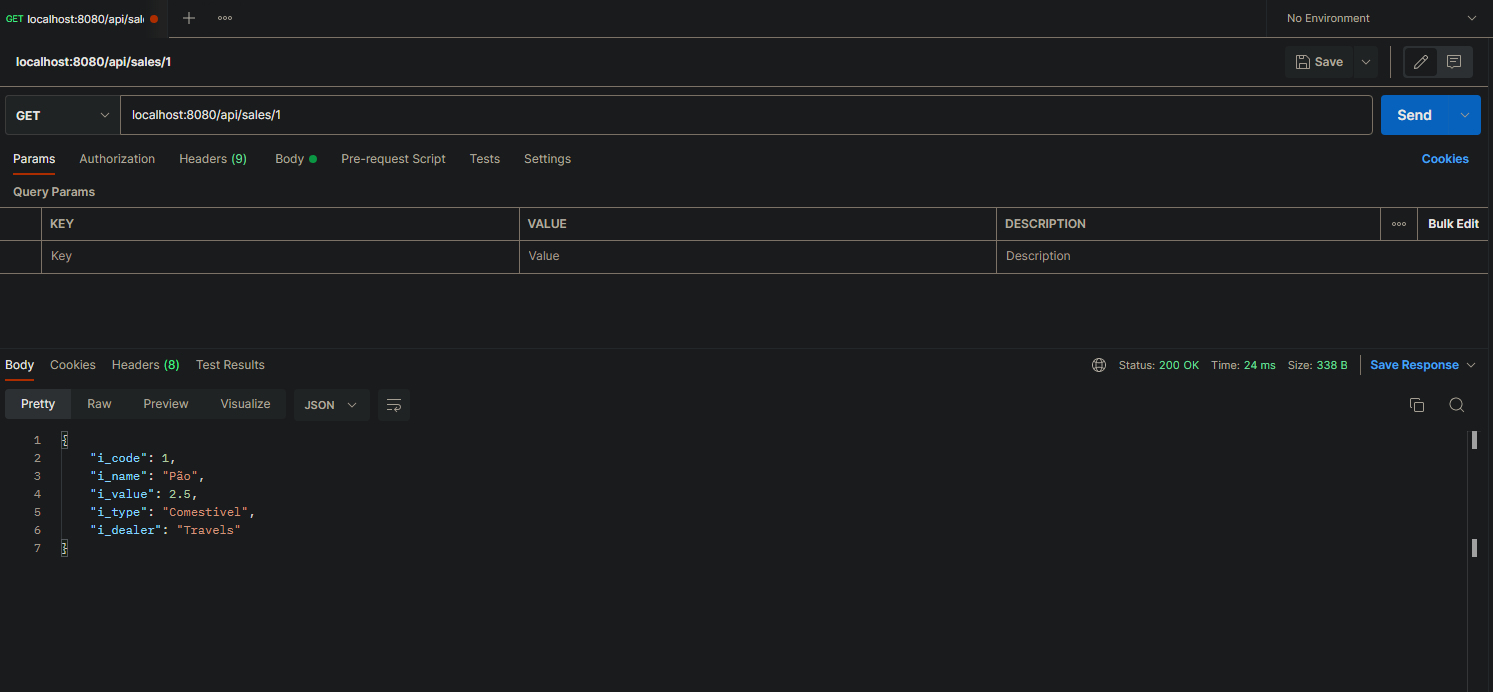 GET localhost:8080/api/sal No Environment
localhost:8080/api/sales/1 Save
GET localhost:8080/api/sales/1 Send
Params Authorization Headers (9) Body Pre-request Script Tests Settings Cookies
Query Params
KEY VALUE DESCRIPTION Bulk Edit
Key Value Description
Body Cookies Headers (8) Test Results Status: 200 OK Time: 24 ms Size: 338 B Save Response
Pretty Raw Preview Visualize JSON
1 {
2 "i_code": 1,
3 "i_name": "Pão",
4 "i_value": 2.5,
5 "i_type": "Comestivel",
6 "i_dealer": "Travels"
7 }